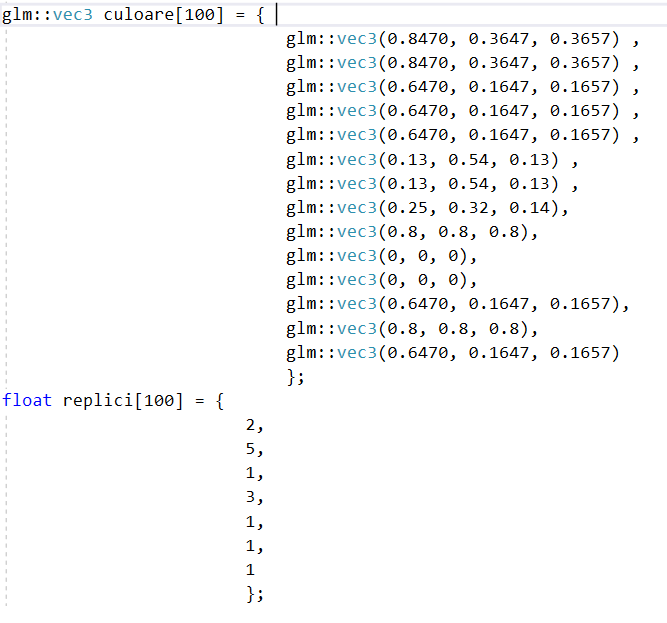 glm::vec3 culoare[100] = {
glm::vec3(0.8470, 0.3647, 0.3657) ,
glm::vec3(0.8470, 0.3647, 0.3657) ,
glm::vec3(0.6470, 0.1647, 0.1657) ,
glm::vec3(0.6470, 0.1647, 0.1657) ,
glm::vec3(0.6470, 0.1647, 0.1657) ,
glm::vec3(0.13, 0.54, 0.13) ,
glm::vec3(0.13, 0.54, 0.13) ,
glm::vec3(0.25, 0.32, 0.14),
glm::vec3(0.8, 0.8, 0.8),
glm::vec3(0, 0, 0),
glm::vec3(0, 0, 0),
glm::vec3(0.6470, 0.1647, 0.1657),
glm::vec3(0.8, 0.8, 0.8),
glm::vec3(0.6470, 0.1647, 0.1657)
};
float replici[100] = {
2,
5,
1,
3,
1,
1,
1
};